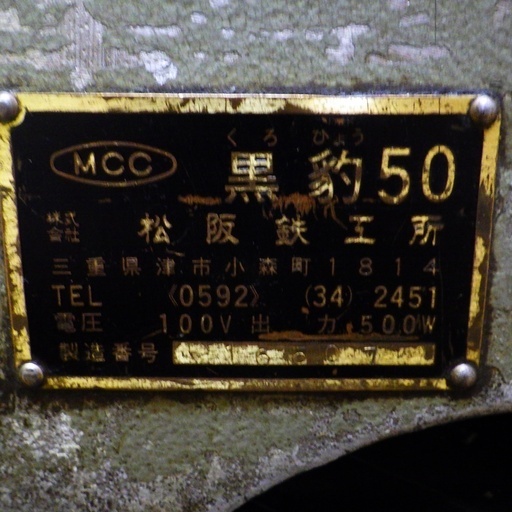 くろ ひょう
MCC 黒豹50
株式会社 松阪鉄工所
三重県津市小森町1814
TEL 《0592》 (34) 2451
電圧 100V 出力 500W
製造番号